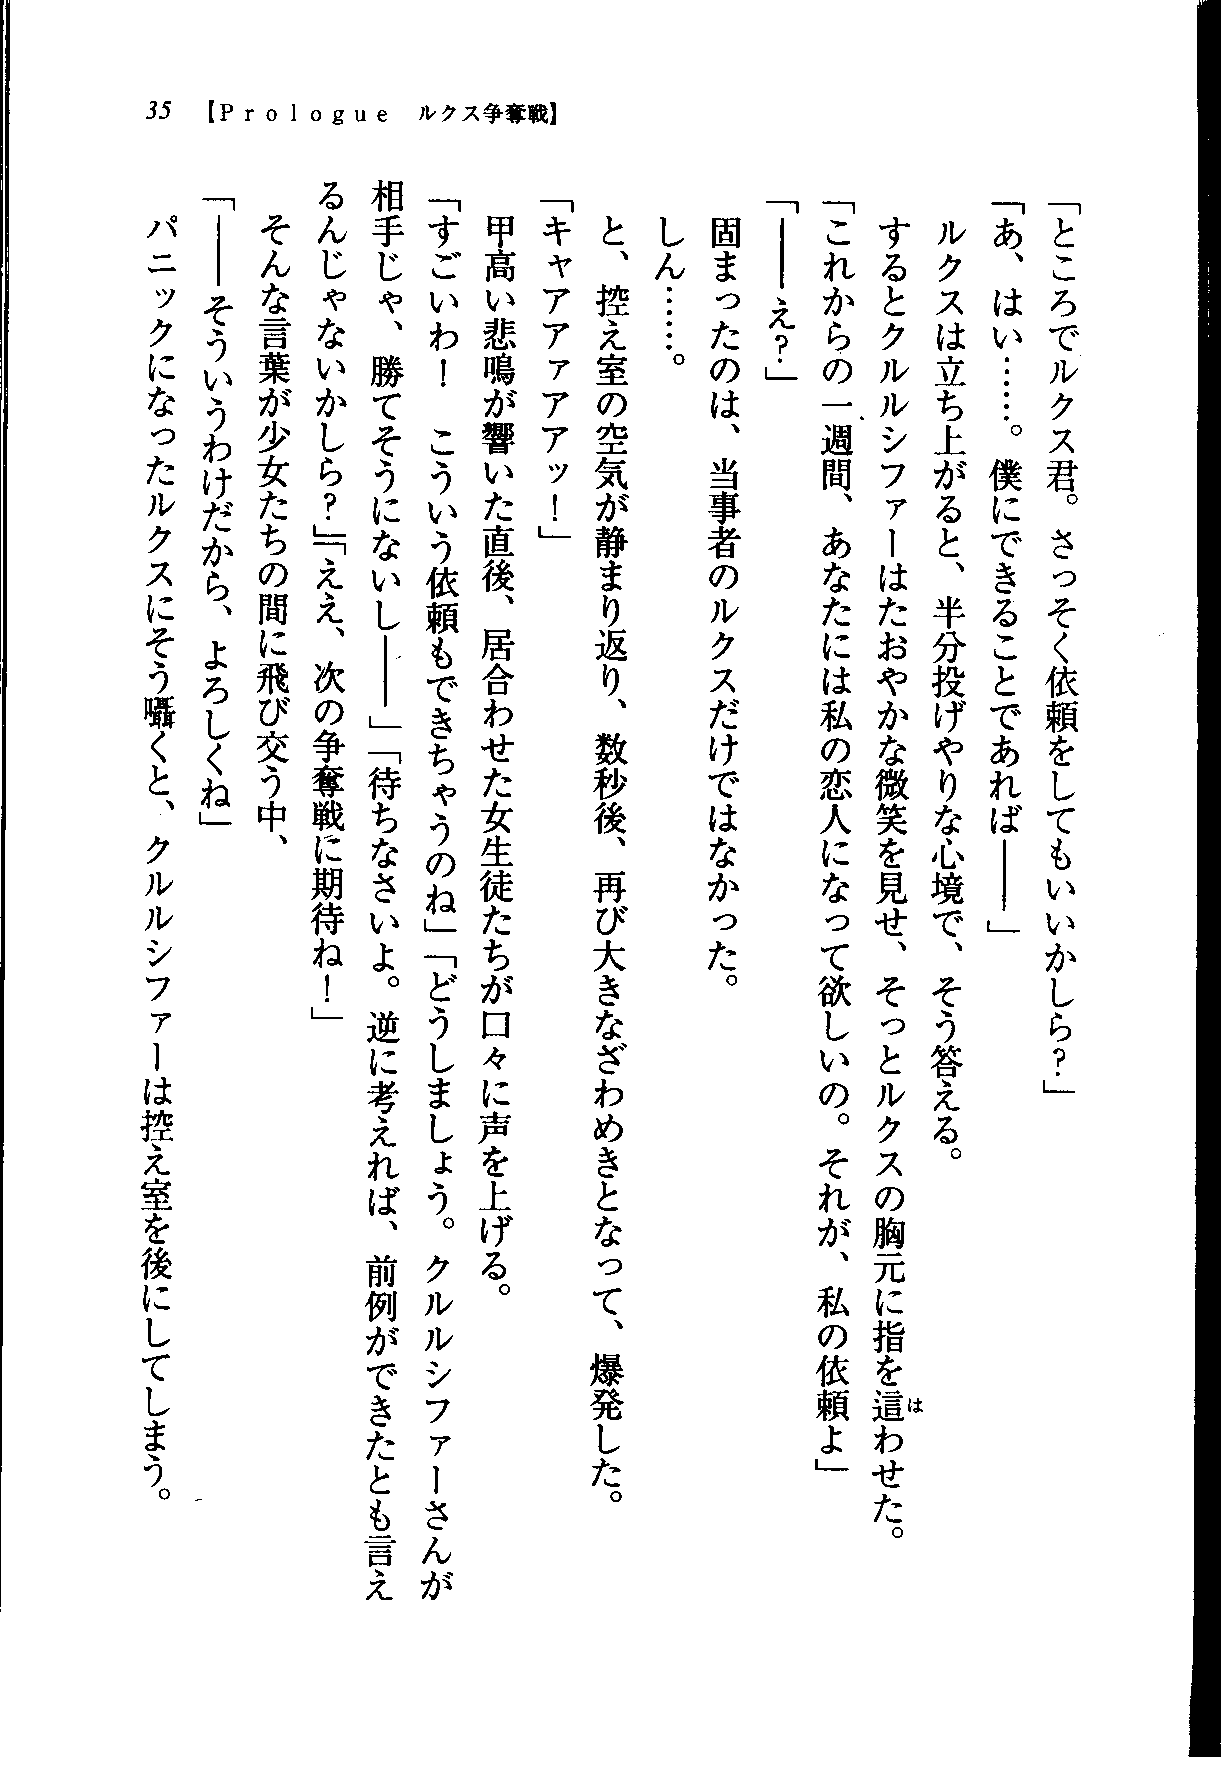 35 【Ｐｒｏｌｏｇｕｅ　ルクス争奪戦】
「ところでルクス君。さっそく依頼をしてもいいかしら？」
「あ、はい……。僕にできることであれば――」
　ルクスは立ち上がると、半分投げやりな心境で、そう答える。
　するとクルルシファーはたおやかな微笑を見せ、そっとルクスの胸元に指を這わせた。
は
「これからの一週間、あなたには私の恋人になって欲しいの。それが、私の依頼よ」
「――え？」
　固まったのは、当事者のルクスだけではなかった。
　しん……。
　と、控え室の空気が静まり返り、数秒後、再び大きなざわめきとなって、爆発した。
「キャアアァアアッ！」
　甲高い悲鳴が響いた直後、居合わせた女生徒たちが口々に声を上げる。
「すごいわ！　こういう依頼もできちゃうのね」「どうしましょう。クルルシファーさんが
相手じゃ、勝てそうにないし――」「待ちなさいよ。逆に考えれば、前例ができたとも言え
るんじゃないかしら？」「ええ、次の争奪戦に期待ね！」
　そんな言葉が少女たちの間に飛び交う中、
「――そういうわけだから、よろしくね」
　パニックになったルクスにそう囁くと、クルルシファーは控え室を後にしてしまう。